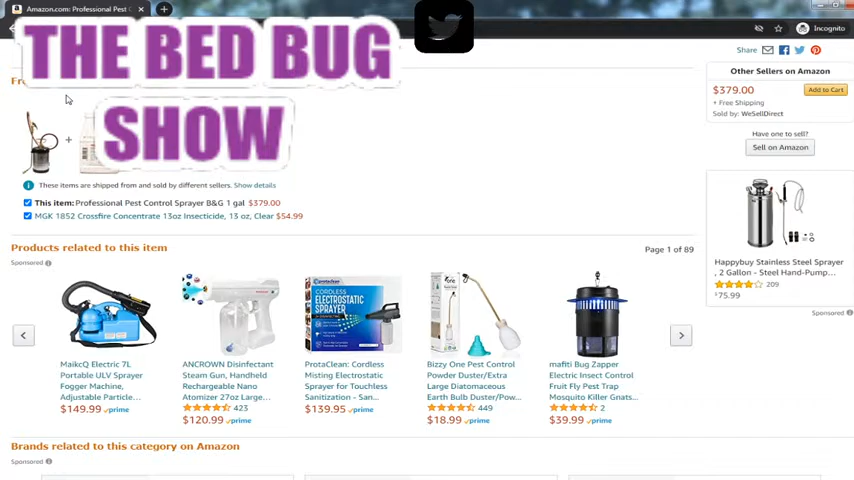 Amazon.com: Professional Pest C
Incognito
THE BED BUG
SHOW
Share
Other Sellers on Amazon
$379.00
Add to Cart
+ Free Shipping
Sold by: WeSellDirect
Have one to sell?
Sell on Amazon
+
These items are shipped from and sold by different sellers. Show details
This item: Professional Pest Control Sprayer B&G 1 gal $379.00
MGK 1852 Crossfire Concentrate 13oz Insecticide, 13 oz, Clear $54.99
Happybuy Stainless Steel Sprayer
, 2 Gallon - Steel Hand-Pump...
209
$75.99
Sponsored
Products related to this item
Page 1 of 89
Sponsored
CORDLESS
ELECTROSTATIC
SPRAYER
MaikcQ Electric 7L
Portable ULV Sprayer
Fogger Machine,
Adjustable Particle...
$149.99 prime
ANCROWN Disinfectant
Steam Gun, Handheld
Rechargeable Nano
Atomizer 27oz Large...
423
$120.99 prime
ProtaClean: Cordless
Misting Electrostatic
Sprayer for Touchless
Sanitization - San...
$139.95 prime
Bizzy One Pest Control
Powder Duster/Extra
Large Diatomaceous
Earth Bulb Duster/Pow...
449
$18.99 prime
mafiti Bug Zapper
Electric Insect Control
Fruit Fly Pest Trap
Mosquito Killer Gnats...
2
$39.99 prime
Brands related to this category on Amazon
Sponsored